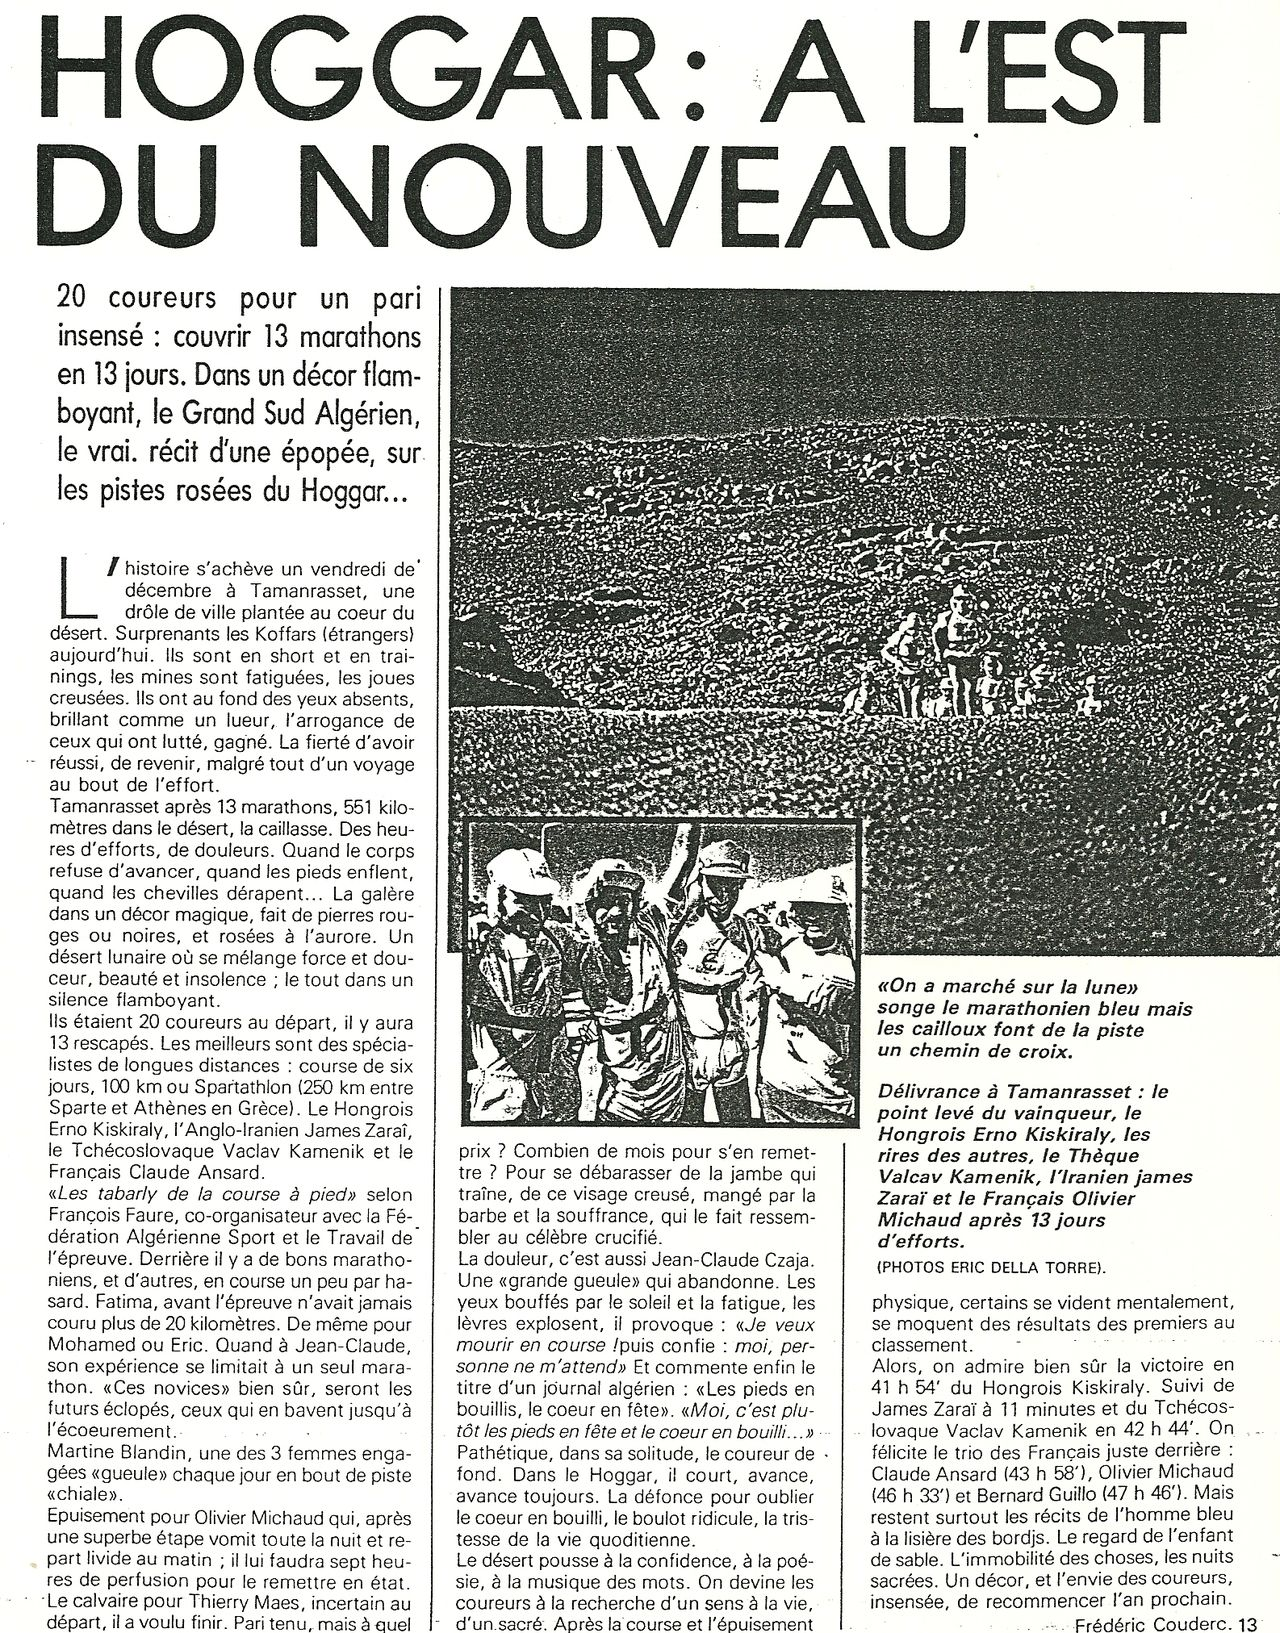 HOGGAR : A L'EST
DU NOUVEAU
20 coureurs pour un pari
insensé : couvrir 13 marathons
en 13 jours. Dans un décor flam-
boyant, le Grand Sud Algérien,
le vrai. récit d'une épopée, sur
les pistes rosées du Hoggar...
L'histoire s'achève un vendredi de
décembre à Tamanrasset, une
drôle de ville plantée au coeur du
désert. Surprenants les Koffars (étrangers)
aujourd'hui. Ils sont en short et en trai-
nings, les mines sont fatiguées, les joues
creusées. Ils ont au fond des yeux absents,
brillant comme un lueur, l'arrogance de
ceux qui ont lutté, gagné. La fierté d'avoir
réussi, de revenir, malgré tout d'un voyage
au bout de l'effort.
Tamanrasset après 13 marathons, 551 kilo-
mètres dans le désert, la caillasse. Des heu-
res d'efforts, de douleurs. Quand le corps
refuse d'avancer, quand les pieds enflent,
quand les chevilles dérapent... La galère
dans un décor magique, fait de pierres rou-
ges ou noires, et rosées à l'aurore. Un
désert lunaire où se mélange force et dou-
ceur, beauté et insolence ; le tout dans un
silence flamboyant.
Ils étaient 20 coureurs au départ, il y aura
13 rescapés. Les meilleurs sont des spécia-
listes de longues distances : course de six
jours, 100 km ou Spartathlon (250 km entre
Sparte et Athènes en Grèce). Le Hongrois
Erno Kiskiraly, l'Anglo-Iranien James Zaraî,
le Tchécoslovaque Vaclav Kamenik et le
Français Claude Ansard.
«Les tabarly de la course à pied» selon
François Faure, co-organisateur avec la Fé-
dération Algérienne Sport et le Travail de
l'épreuve. Derrière il y a de bons maratho-
niens, et d'autres, en course un peu par ha-
sard. Fatima, avant l'épreuve n'avait jamais
couru plus de 20 kilomètres. De même pour
Mohamed ou Eric. Quand à Jean-Claude,
son expérience se limitait à un seul mara-
thon. «Ces novices» bien sûr, seront les
futurs éclopés, ceux qui en bavent jusqu'à
l'écoeurement.
Martine Blandin, une des 3 femmes enga-
gées «gueule» chaque jour en bout de piste
«chiale».
Epuisement pour Olivier Michaud qui, après
une superbe étape vomit toute la nuit et re-
part livide au matin ; il lui faudra sept heu-
res de perfusion pour le remettre en état.
Le calvaire pour Thierry Maes, incertain au
départ, il a voulu finir. Pari tenu, mais à quel
prix ? Combien de mois pour s'en remet-
tre ? Pour se débarasser de la jambe qui
traîne, de ce visage creusé, mangé par la
barbe et la souffrance, qui le fait ressem-
bler au célèbre crucifié.
La douleur, c'est aussi Jean-Claude Czaja.
Une «grande gueule» qui abandonne. Les
yeux bouffés par le soleil et la fatigue, les
lèvres explosent, il provoque : «Je veux
mourir en course !puis confie : moi, per-
sonne ne m'attend» Et commente enfin le
titre d'un journal algérien : «Les pieds en
bouillis, le coeur en fête». «Moi, c'est plu-
tôt les pieds en fête et le coeur en bouilli...»
Pathétique, dans sa solitude, le coureur de
fond. Dans le Hoggar, il court, avance,
avance toujours. La défonce pour oublier
le coeur en bouilli, le boulot ridicule, la tris-
tesse de la vie quoditienne.
Le désert pousse à la confidence, à la poé-
sie, à la musique des mots. On devine les
coureurs à la recherche d'un sens à la vie,
d'un sacré. Après la course et l'épuisement
«On a marché sur la lune»
songe le marathonien bleu mais
les cailloux font de la piste
un chemin de croix.
Délivrance à Tamanrasset : le
point levé du vainqueur, le
Hongrois Erno Kiskiraly, les
rires des autres, le Thèque
Valcav Kamenik, l'Iranien james
Zaraï et le Français Olivier
Michaud après 13 jours
d'efforts.
(PHOTOS ERIC DELLA TORRE).
physique, certains se vident mentalement,
se moquent des résultats des premiers au
classement.
Alors, on admire bien sûr la victoire en
41 h 54' du Hongrois Kiskiraly. Suivi de
James Zaraï à 11 minutes et du Tchécos-
lovaque Vaclav Kamenik en 42 h 44'. On
félicite le trio des Français juste derrière :
Claude Ansard (43 h 58'), Olivier Michaud
(46 h 33') et Bernard Guillo (47 h 46'). Mais
restent surtout les récits de l'homme bleu
à la lisière des bordjs. Le regard de l'enfant
de sable. L'immobilité des choses, les nuits
sacrées. Un décor, et l'envie des coureurs,
insensée, de recommencer l'an prochain.
Frédéric Couderc. 13